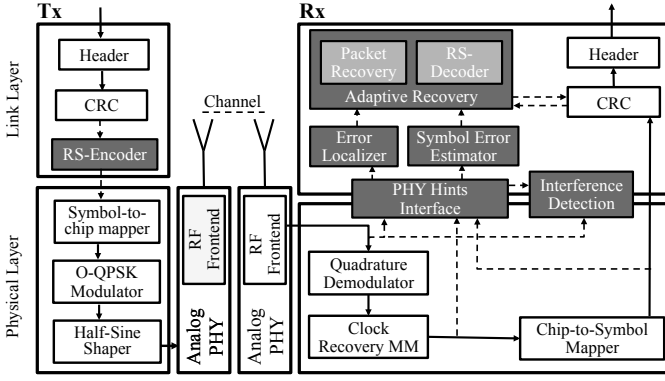 Tx
Rx
Link Layer
Physical Layer
Header
CRC
RS-Encoder
Symbol-to-
chip mapper
O-QPSK
Modulator
Half-Sine
Shaper
Channel
RF
Frontend
Analog
PHY
RF
Frontend
Analog
PHY
Packet
Recovery
RS-
Decoder
Adaptive Recovery
Header
CRC
Error
Localizer
Symbol Error
Estimator
PHY Hints
Interface
Interference
Detection
Quadrature
Demodulator
Clock
Recovery MM
Chip-to-Symbol
Mapper